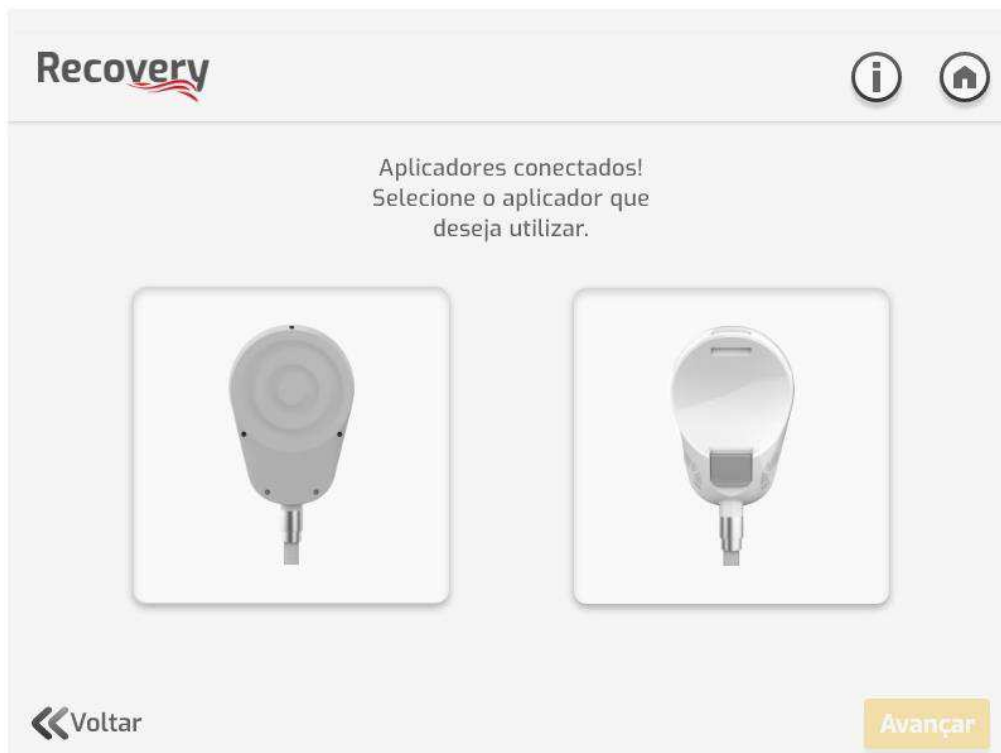 Recovery
Aplicadores conectados!
Selecione o aplicador que
deseja utilizar.
Voltar
Avançar